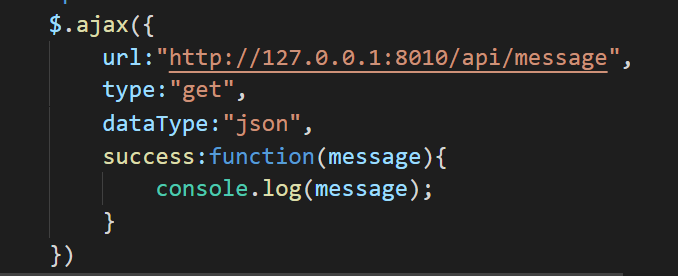 $.ajax({
url:"http://127.0.0.1:8010/api/message",
type:"get",
dataType:"json",
success:function(message){
console.log(message);
}
})